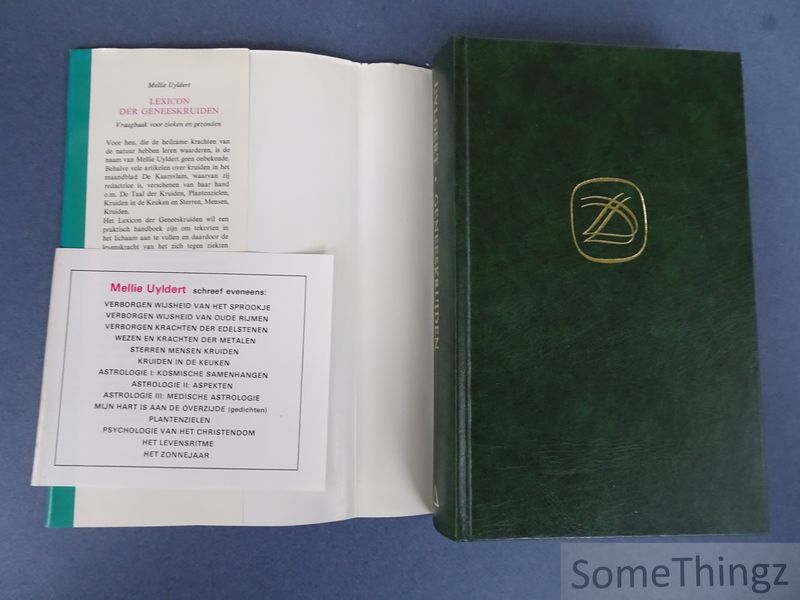 Mellie Uyldert
LEXICON
DER GENEESKRUIDEN
Vraagbaak voor zieken en gezonden
Voor hen, die de heilzame krachten van
de natuur hebben leren waarderen, is de
naam van Mellie Uyldert geen onbekende.
Behalve vele artikelen over kruiden in het
maandblad De Kaarsvlam, waarvan zij
redactrice is, verschenen van haar hand
o.m. De Taal der Kruiden, Plantenzielen,
Kruiden in de Keuken en Sterren, Mensen,
Kruiden.
Het Lexicon der Geneeskruiden wil een
praktisch handboek zijn om tekorten in
het lichaam aan te vullen en daardoor de
levenskracht van het zich tegen ziekten
Mellie Uyldert schreef eveneens:
VERBORGEN WIJSHEID VAN HET SPROOKJE
VERBORGEN WIJSHEID VAN OUDE RIJMEN
VERBORGEN KRACHTEN DER EDELSTENEN
WEZEN EN KRACHTEN DER METALEN
STERREN MENSEN KRUIDEN
KRUIDEN IN DE KEUKEN
ASTROLOGIE I: KOSMISCHE SAMENHANGEN
ASTROLOGIE II: ASPEKTEN
ASTROLOGIE III: MEDISCHE ASTROLOGIE
MIJN HART IS AAN DE OVERZIJDE (gedichten)
PLANTENZIELEN
PSYCHOLOGIE VAN HET CHRISTENDOM
HET LEVENSRITME
HET ZONNEJAAR
UYLDERT • GENEESKRUIDEN
SomeThingz